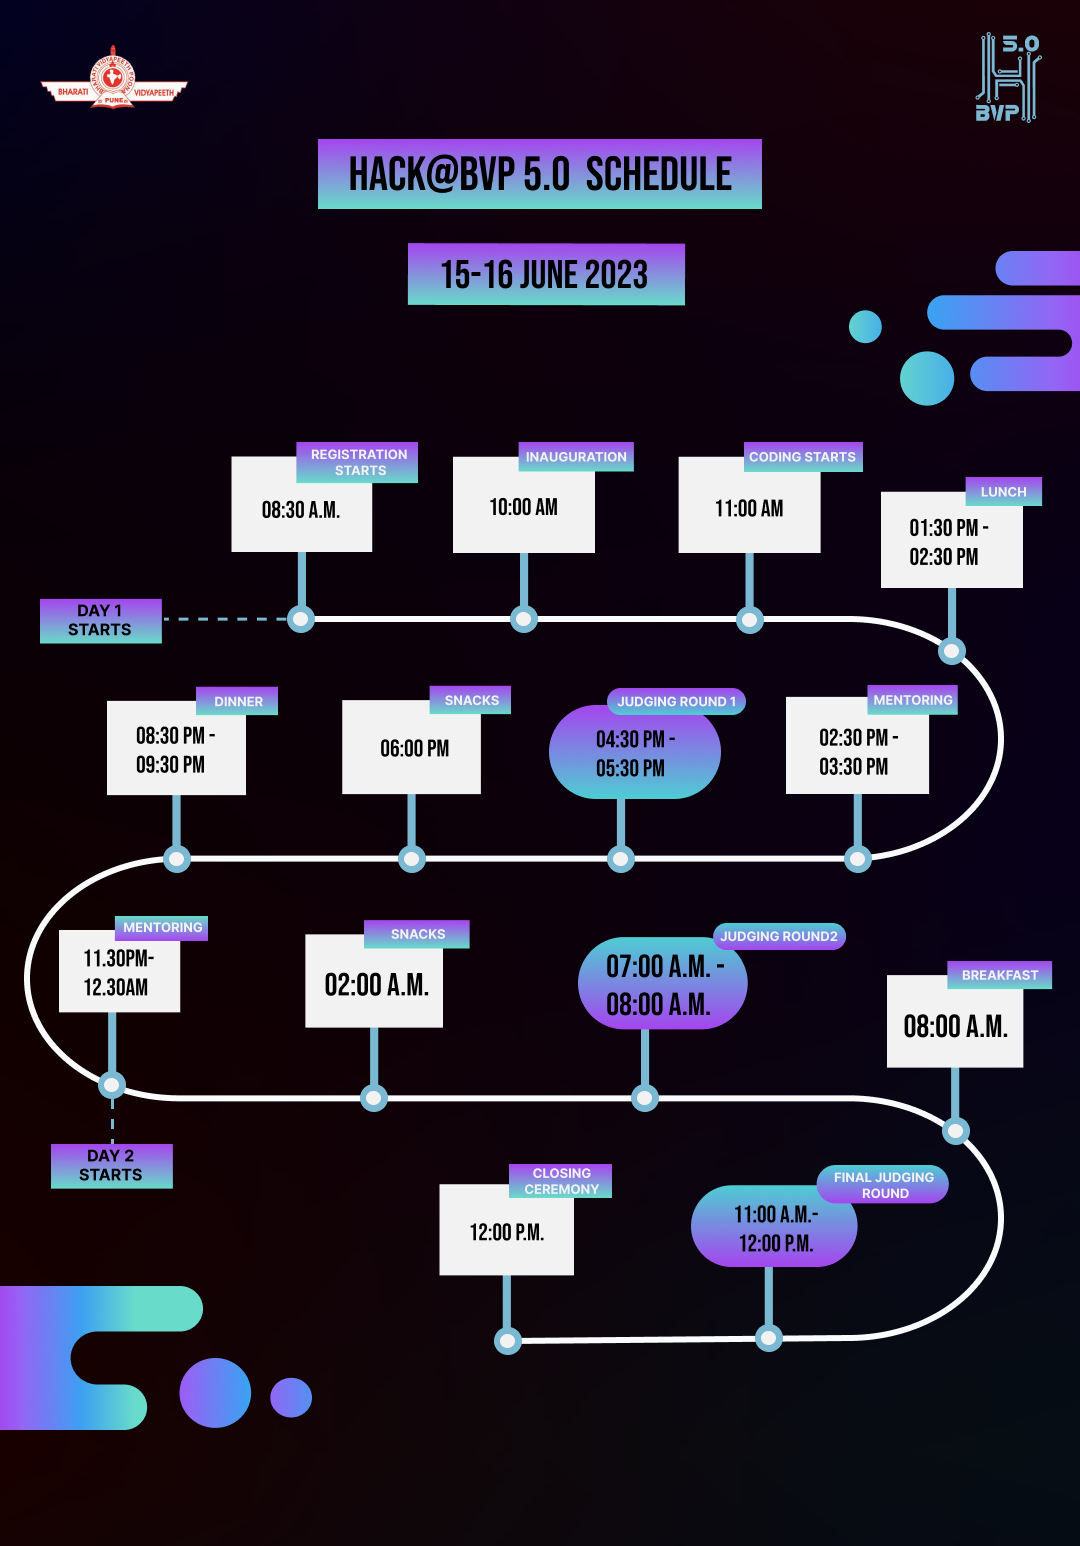 BHARATI VIDYAPEETH
PUNE
5.0
BVP
HACK@BVP 5.0 SCHEDULE
15-16 JUNE 2023
REGISTRATION
STARTS
08:30 A.M.
INAUGURATION
10:00 AM
CODING STARTS
11:00 AM
LUNCH
01:30 PM -
02:30 PM
DAY 1
STARTS
DINNER
08:30 PM -
09:30 PM
SNACKS
06:00 PM
JUDGING ROUND 1
04:30 PM -
05:30 PM
MENTORING
02:30 PM -
03:30 PM
MENTORING
11.30PM-
12.30AM
SNACKS
02:00 A.M.
JUDGING ROUND2
07:00 A.M. -
08:00 A.M.
BREAKFAST
08:00 A.M.
DAY 2
STARTS
CLOSING
CEREMONY
12:00 P.M.
FINAL JUDGING
ROUND
11:00 A.M.-
12:00 P.M.